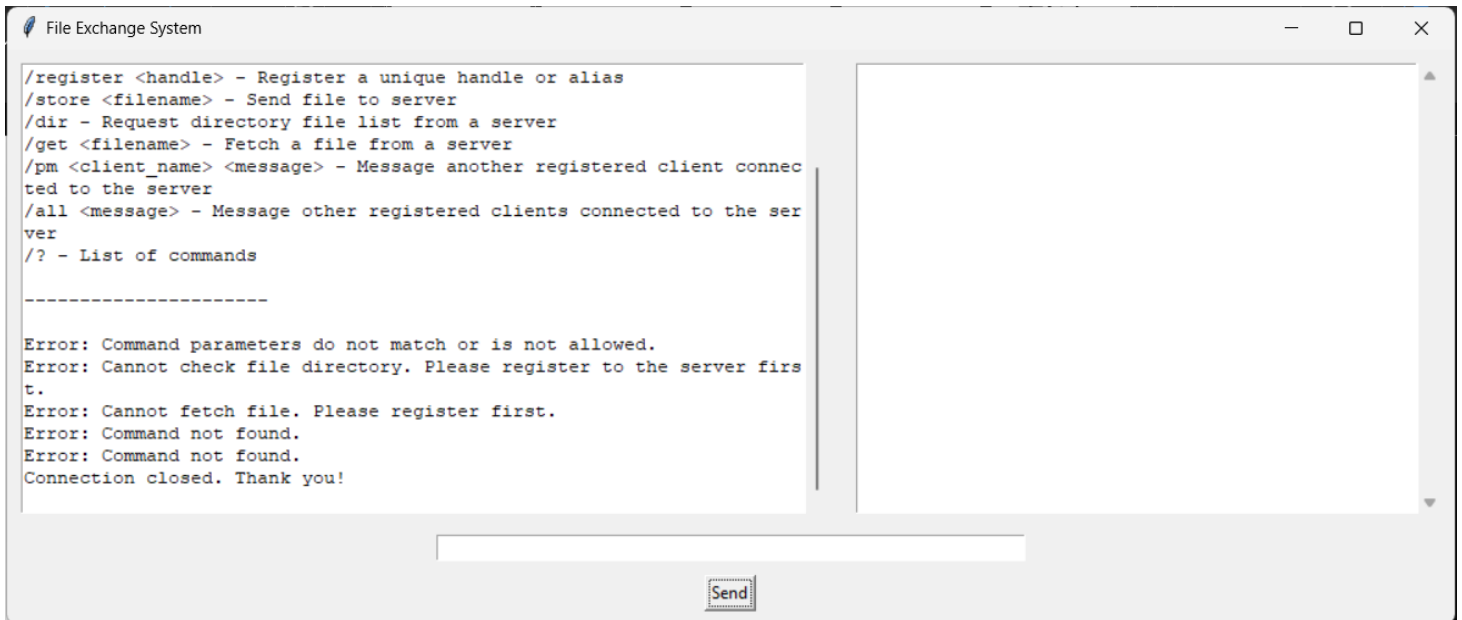 File Exchange System
/register <handle> - Register a unique handle or alias
/store <filename> - Send file to server
/dir - Request directory file list from a server
/get <filename> - Fetch a file from a server
/pm <client_name> <message> - Message another registered client connec
ted to the server
/all <message> - Message other registered clients connected to the ser
ver
/? - List of commands
----------------------
Error: Command parameters do not match or is not allowed.
Error: Cannot check file directory. Please register to the server firs
t.
Error: Cannot fetch file. Please register first.
Error: Command not found.
Error: Command not found.
Connection closed. Thank you!
Send